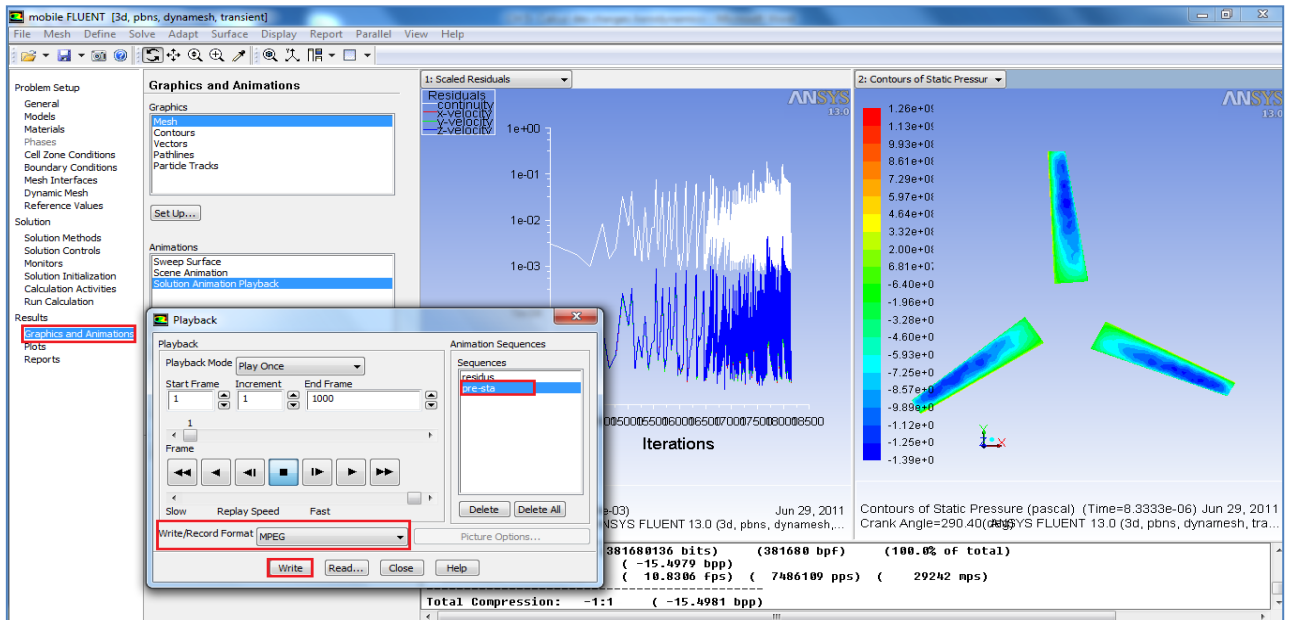 mobile FLUENT [3d, pbns, dynamesh, transient]
File Mesh Define Solve Adapt Surface Display Report Parallel View Help
Problem Setup
General
Models
Materials
Phases
Cell Zone Conditions
Boundary Conditions
Mesh Interfaces
Dynamic Mesh
Reference Values
Solution
Solution Methods
Solution Controls
Monitors
Solution Initialization
Calculation Activities
Run Calculation
Results
Graphics and Animations
Plots
Reports
Graphics and Animations
Graphics
Mesh
Contours
Vectors
Pathlines
Particle Tracks
Set Up...
Animations
Sweep Surface
Scene Animation
Solution Animation Playback
Playback
Playback
Playback Mode Play Once
Start Frame Increment End Frame
1 1 1000
1
Frame
Slow Replay Speed Fast
Write/Record Format MPEG
Animation Sequences
Sequences
residus
pre-sta
Delete Delete All
Picture Options...
Write Read... Close Help
1: Scaled Residuals
Residuals
continuity
x-velocity
y-velocity
z-velocity
ANSYS
13.0
1e+00
1e-01
1e-02
1e-03
Iterations
e-03) Jun 29, 2011
NSYS FLUENT 13.0 (3d, pbns, dynamesh,...
2: Contours of Static Pressur
ANSYS
13.0
1.26e+0
1.13e+0
9.93e+0
8.61e+0
7.29e+0
5.97e+0
4.64e+0
3.32e+0
2.00e+0
6.81e+0
-6.40e+0
-1.96e+0
-3.28e+0
-4.60e+0
-5.93e+0
-7.25e+0
-8.57e+0
-9.89e+0
-1.12e+0
-1.25e+0
-1.39e+0
Y
Z X
Contours of Static Pressure (pascal) (Time=8.3333e-06) Jun 29, 2011
Crank Angle=290.40( SYS FLUENT 13.0 (3d, pbns, dynamesh, tra...
381680136 bits) (381680 bpf) (100.0% of total)
( -15.4979 bpp)
( 10.8306 fps) ( 7486109 pps) ( 29242 mps)
Total Compression: -1:1 ( -15.4981 bpp)